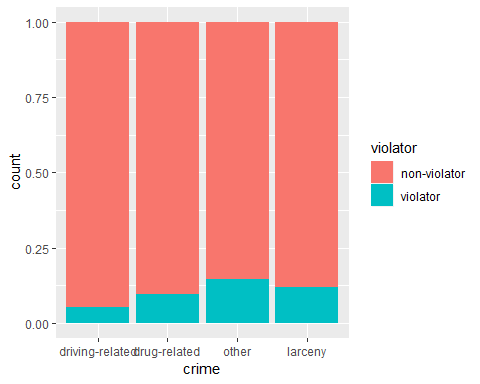 1.00
0.75
0.50
0.25
0.00
count
driving-related drug-related other larceny
crime
violator
non-violator
violator